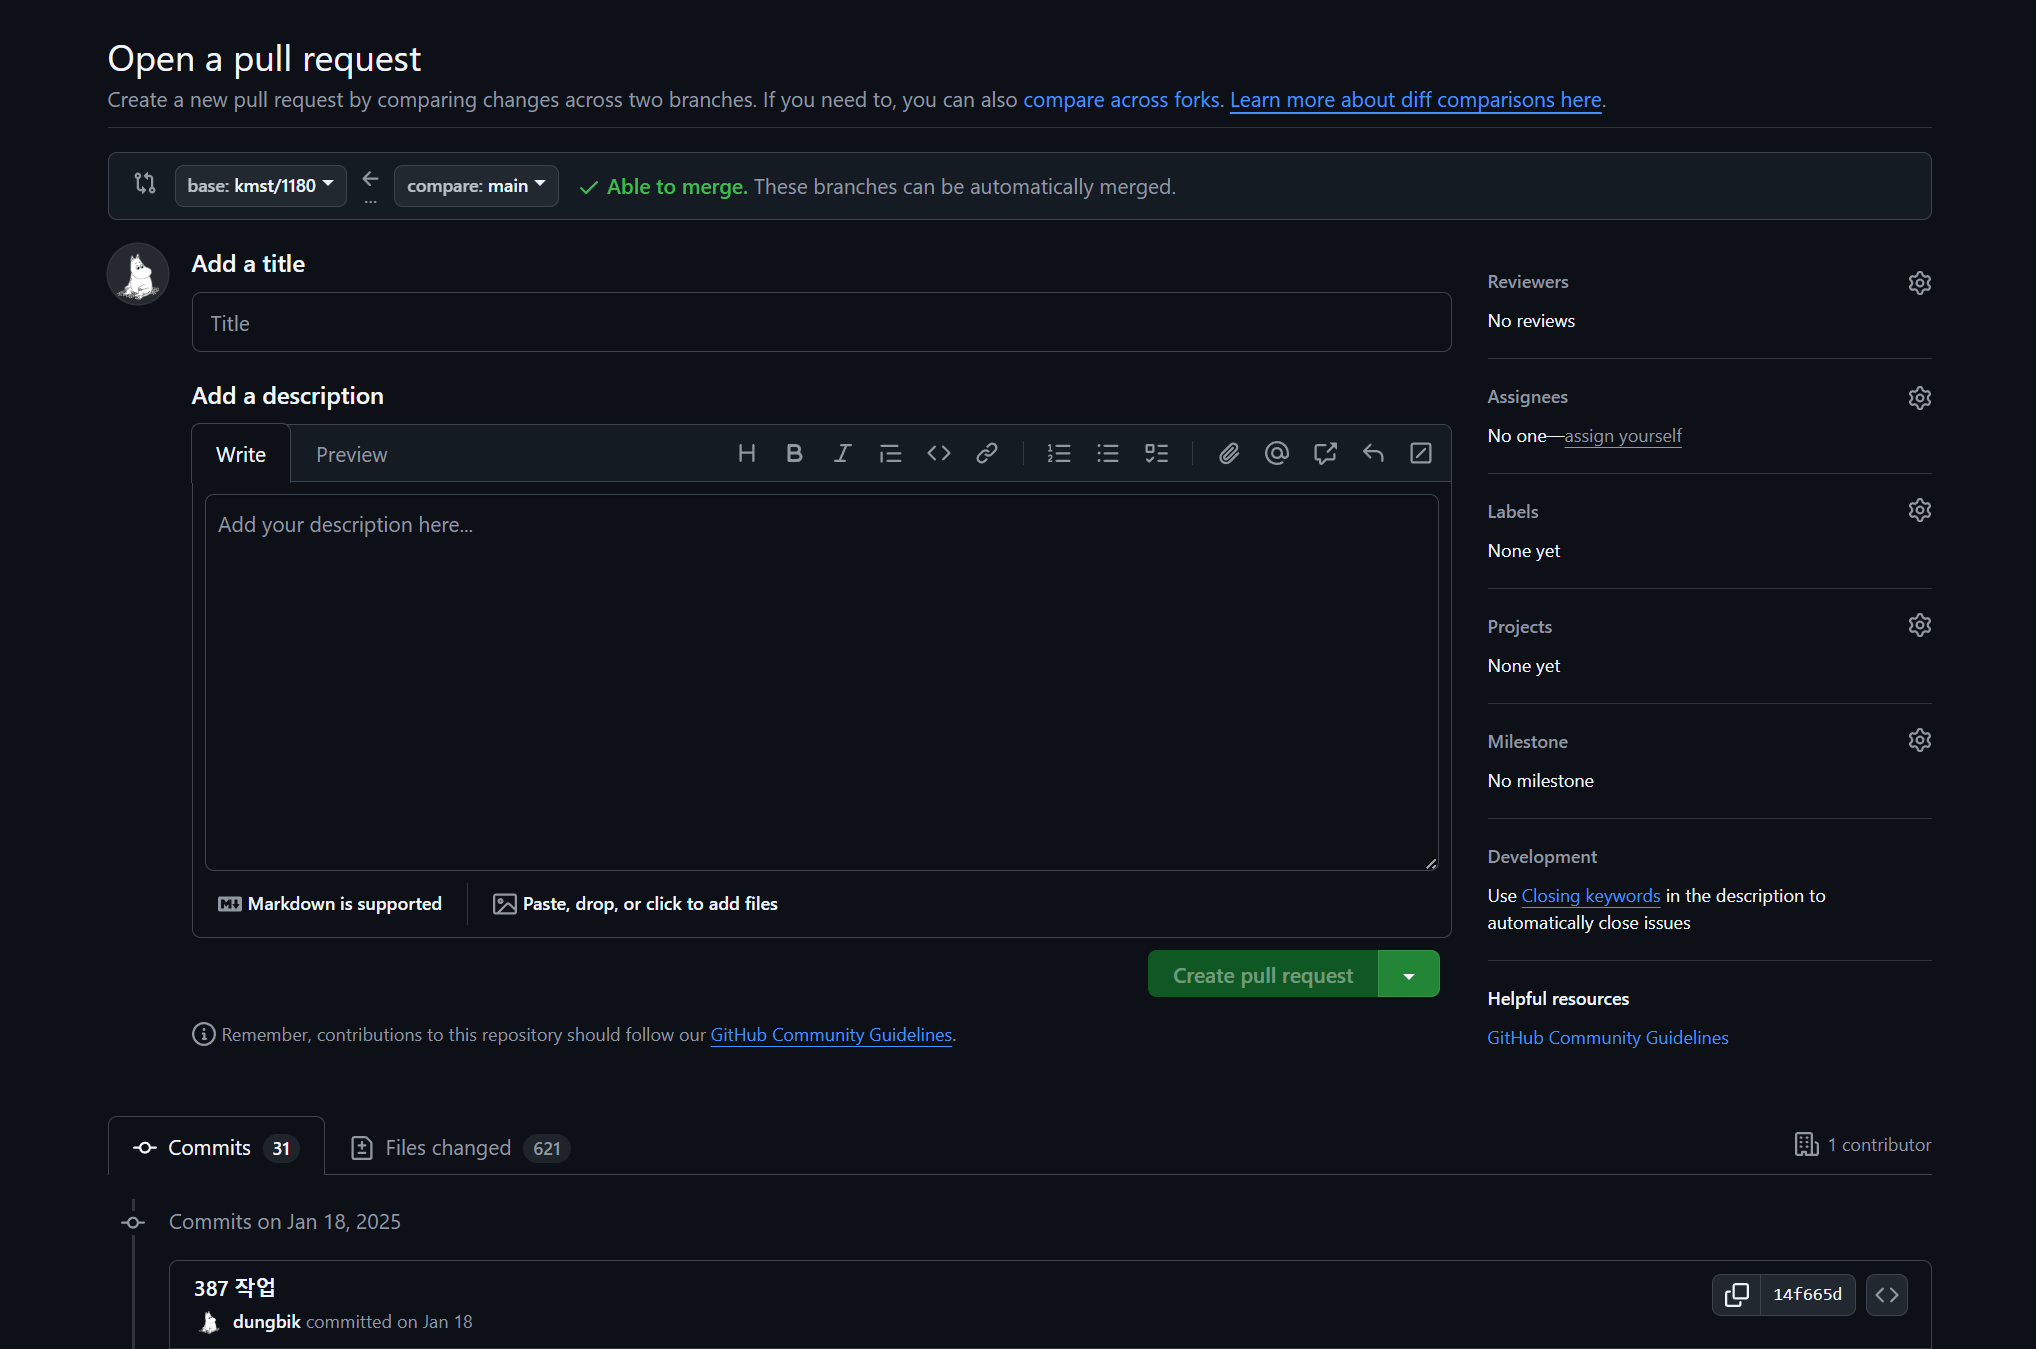 Open a pull request
Create a new pull request by comparing changes across two branches. If you need to, you can also compare across forks. Learn more about diff comparisons here.
base: kmst/1180
...
compare: main
Able to merge. These branches can be automatically merged.
Add a title
Title
Add a description
Write
Preview
Add your description here...
Markdown is supported
Paste, drop, or click to add files
Create pull request
Remember, contributions to this repository should follow our GitHub Community Guidelines.
Reviewers
No reviews
Assignees
No one—assign yourself
Labels
None yet
Projects
None yet
Milestone
No milestone
Development
Use Closing keywords in the description to
automatically close issues
Helpful resources
GitHub Community Guidelines
Commits 31
Files changed 621
1 contributor
Commits on Jan 18, 2025
387 작업
dungbik committed on Jan 18
14f665d